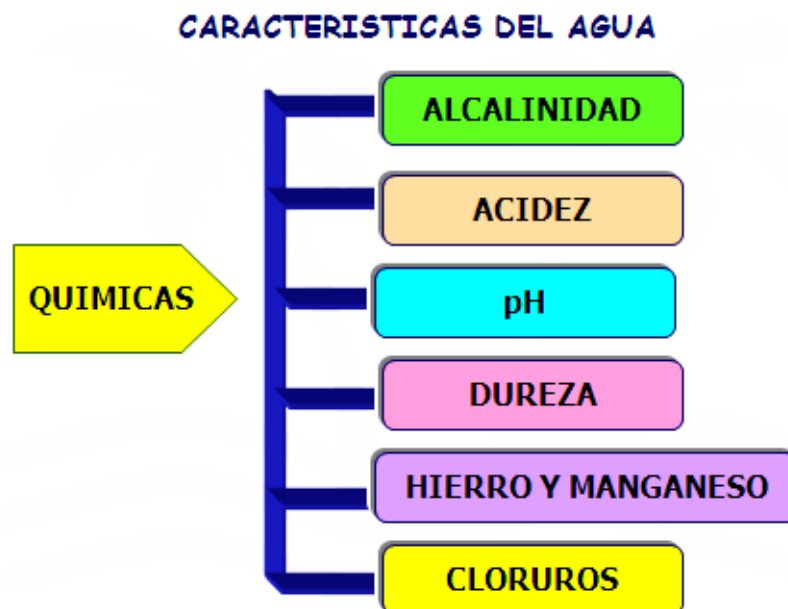 CARACTERISTICAS DEL AGUA
ALCALINIDAD
ACIDEZ
QUIMICAS
pH
DUREZA
HIERRO Y MANGANESO
CLORUROS